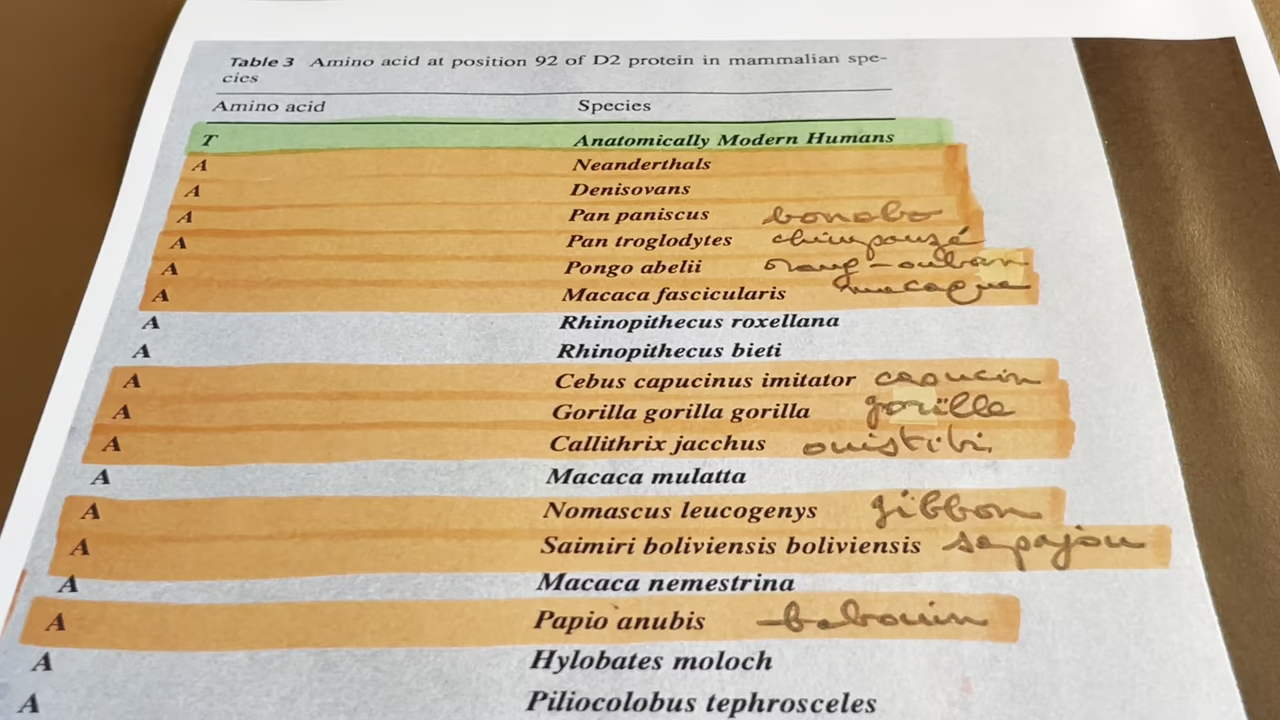 Table 3 Amino acid at position 92 of D2 protein in mammalian spe-
cies
Amino acid Species
T Anatomically Modern Humans
A Neanderthals
A Denisovans
A Pan paniscus bonobo
A Pan troglodytes chimpanzé
A Pongo abelii orang-outan
A Macaca fascicularis macaque
A Rhinopithecus roxellana
A Rhinopithecus bieti
A Cebus capucinus imitator capucin
A Gorilla gorilla gorilla gorille
A Callithrix jacchus ouistiti
A Macaca mulatta
A Nomascus leucogenys gibbon
A Saimiri boliviensis boliviensis sapajou
A Macaca nemestrina
A Papio anubis babouin
A Hylobates moloch
A Piliocolobus tephrosceles